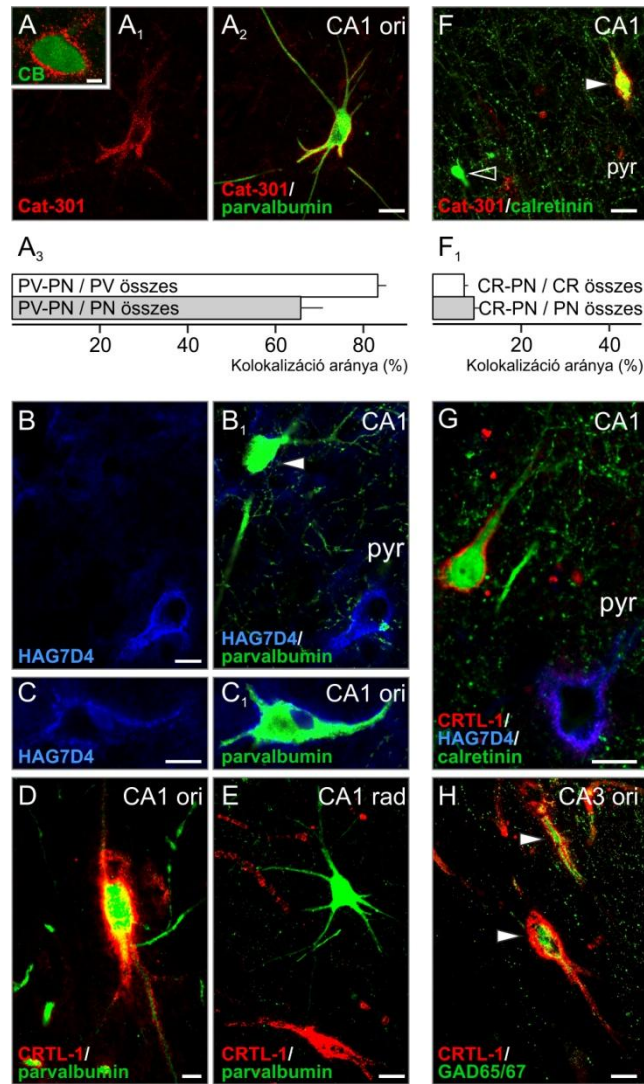 A
CB
A1
Cat-301
A2
CA1 ori
Cat-301/
parvalbumin
F
CA1
pyr
Cat-301/calretinin
A3
PV-PN / PV összes
PV-PN / PN összes
20 40 60 80
Kolokalizáció aránya (%)
F1
CR-PN / CR összes
CR-PN / PN összes
20 40
Kolokalizáció aránya (%)
B
HAG7D4
B1
CA1
pyr
HAG7D4/
parvalbumin
C
HAG7D4
C1
CA1 ori
parvalbumin
G
CA1
pyr
CRTL-1/
HAG7D4/
calretinin
D
CA1 ori
CRTL-1/
parvalbumin
E
CA1 rad
CRTL-1/
parvalbumin
H
CA3 ori
CRTL-1/
GAD65/67